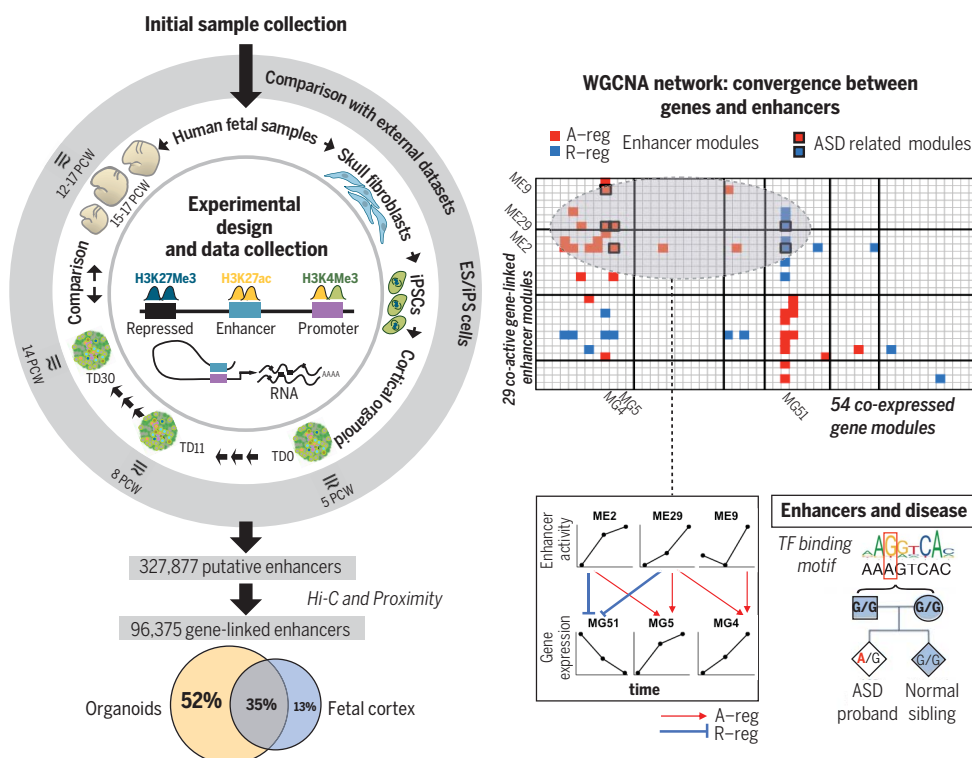 Initial sample collection
Comparison with external datasets
ES/iPS cells
Human fetal samples
Skull fibroblasts
iPSCs
Cortical organoid
12-17 PCW
15-17 PCW
Comparison
14 PCW
8 PCW
5 PCW
TD30
TD11
TD0
Experimental
design
and data collection
H3K27Me3
H3K27ac
H3K4Me3
Repressed
Enhancer
Promoter
RNA
AAAA
327,877 putative enhancers
Hi-C and Proximity
96,375 gene-linked enhancers
Organoids
52%
35%
13%
Fetal cortex
WGCNA network: convergence between
genes and enhancers
A–reg
R–reg
Enhancer modules
ASD related modules
ME9
ME29
ME2
29 co-active gene-linked
enhancer modules
MG4
MG5
MG51
54 co-expressed
gene modules
Enhancer
activity
ME2
ME29
ME9
Gene
expression
MG51
MG5
MG4
time
A–reg
R–reg
Enhancers and disease
TF binding
motif
AGGTCAC
AAAGTCAC
G/G
G/G
A/G
G/G
ASD
proband
Normal
sibling